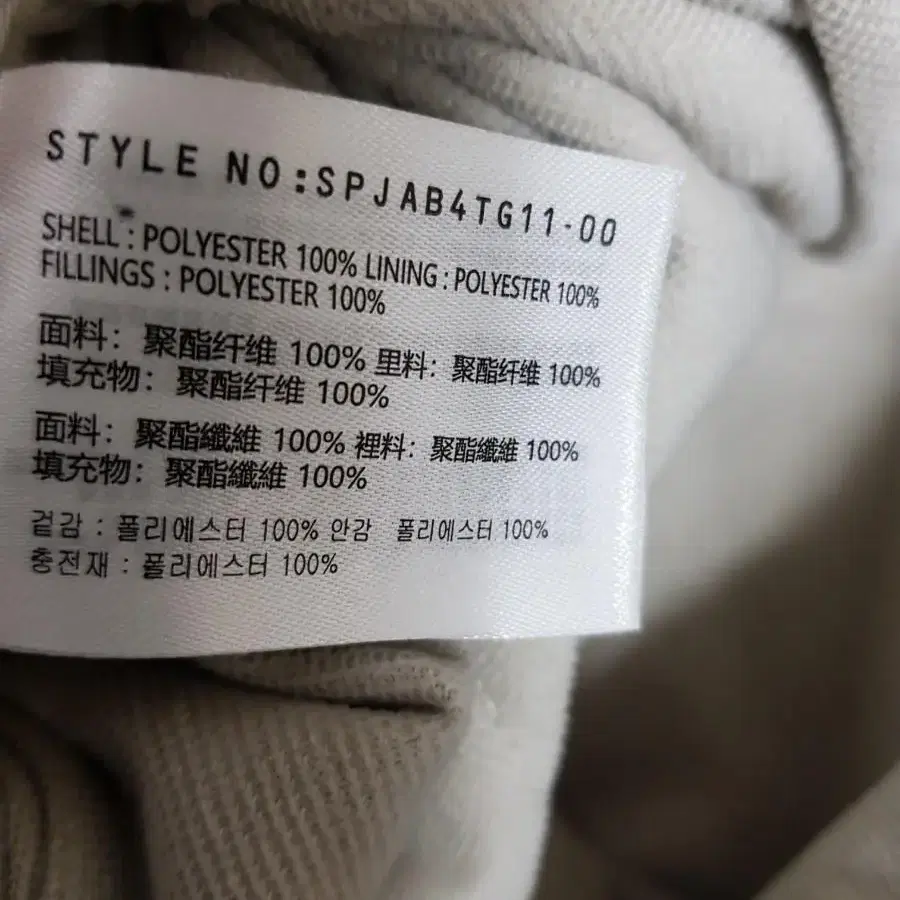 STYLE NO:SPJAB4TG11-00
SHELL : POLYESTER 100% LINING : POLYESTER 100%
FILLINGS : POLYESTER 100%
面料：聚酯纤维 100% 里料：聚酯纤维 100%
填充物：聚酯纤维 100%
面料：聚酯纖維 100% 裡料：聚酯纖維 100%
填充物：聚酯纖維 100%
겉감 : 폴리에스터 100% 안감 폴리에스터 100%
충전재 : 폴리에스터 100%